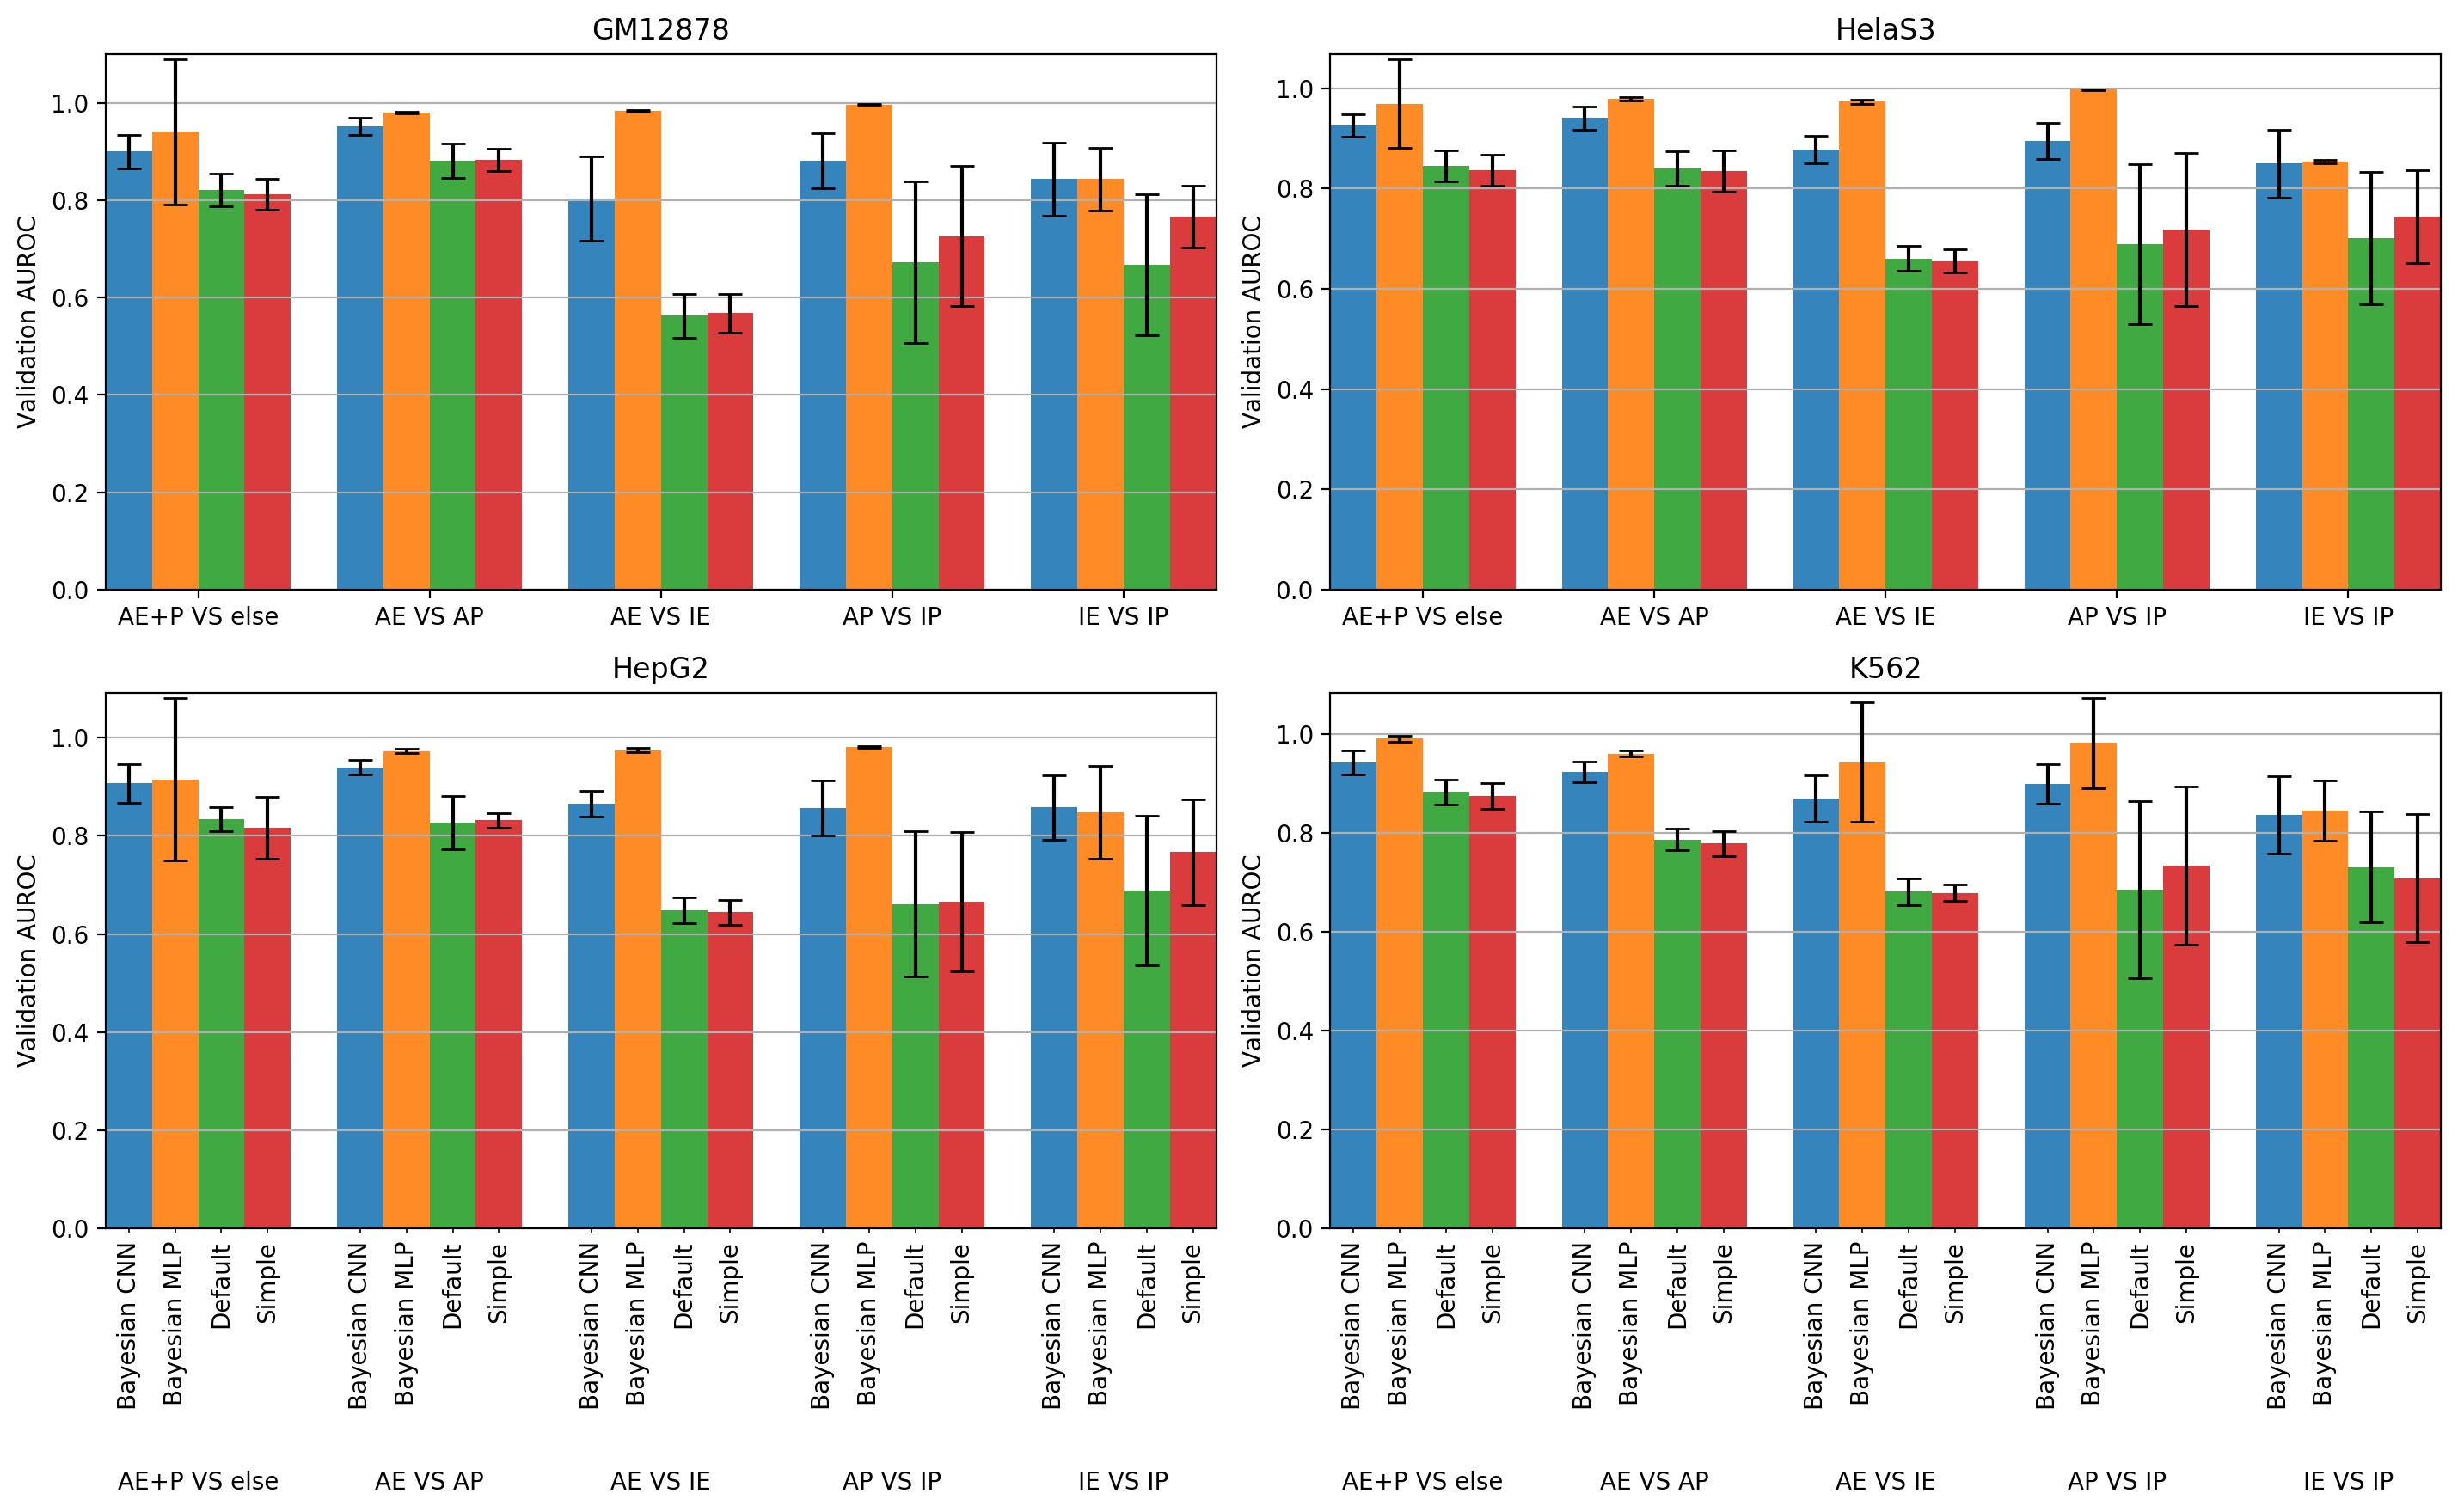 GM12878
Validation AUROC
1.0
0.8
0.6
0.4
0.2
0.0
AE+P VS else
AE VS AP
AE VS IE
AP VS IP
IE VS IP
HelaS3
Validation AUROC
1.0
0.8
0.6
0.4
0.2
0.0
AE+P VS else
AE VS AP
AE VS IE
AP VS IP
IE VS IP
HepG2
Validation AUROC
1.0
0.8
0.6
0.4
0.2
0.0
Bayesian CNN
Bayesian MLP
Default
Simple
Bayesian CNN
Bayesian MLP
Default
Simple
Bayesian CNN
Bayesian MLP
Default
Simple
Bayesian CNN
Bayesian MLP
Default
Simple
Bayesian CNN
Bayesian MLP
Default
Simple
AE+P VS else
AE VS AP
AE VS IE
AP VS IP
IE VS IP
K562
Validation AUROC
1.0
0.8
0.6
0.4
0.2
0.0
Bayesian CNN
Bayesian MLP
Default
Simple
Bayesian CNN
Bayesian MLP
Default
Simple
Bayesian CNN
Bayesian MLP
Default
Simple
Bayesian CNN
Bayesian MLP
Default
Simple
Bayesian CNN
Bayesian MLP
Default
Simple
AE+P VS else
AE VS AP
AE VS IE
AP VS IP
IE VS IP